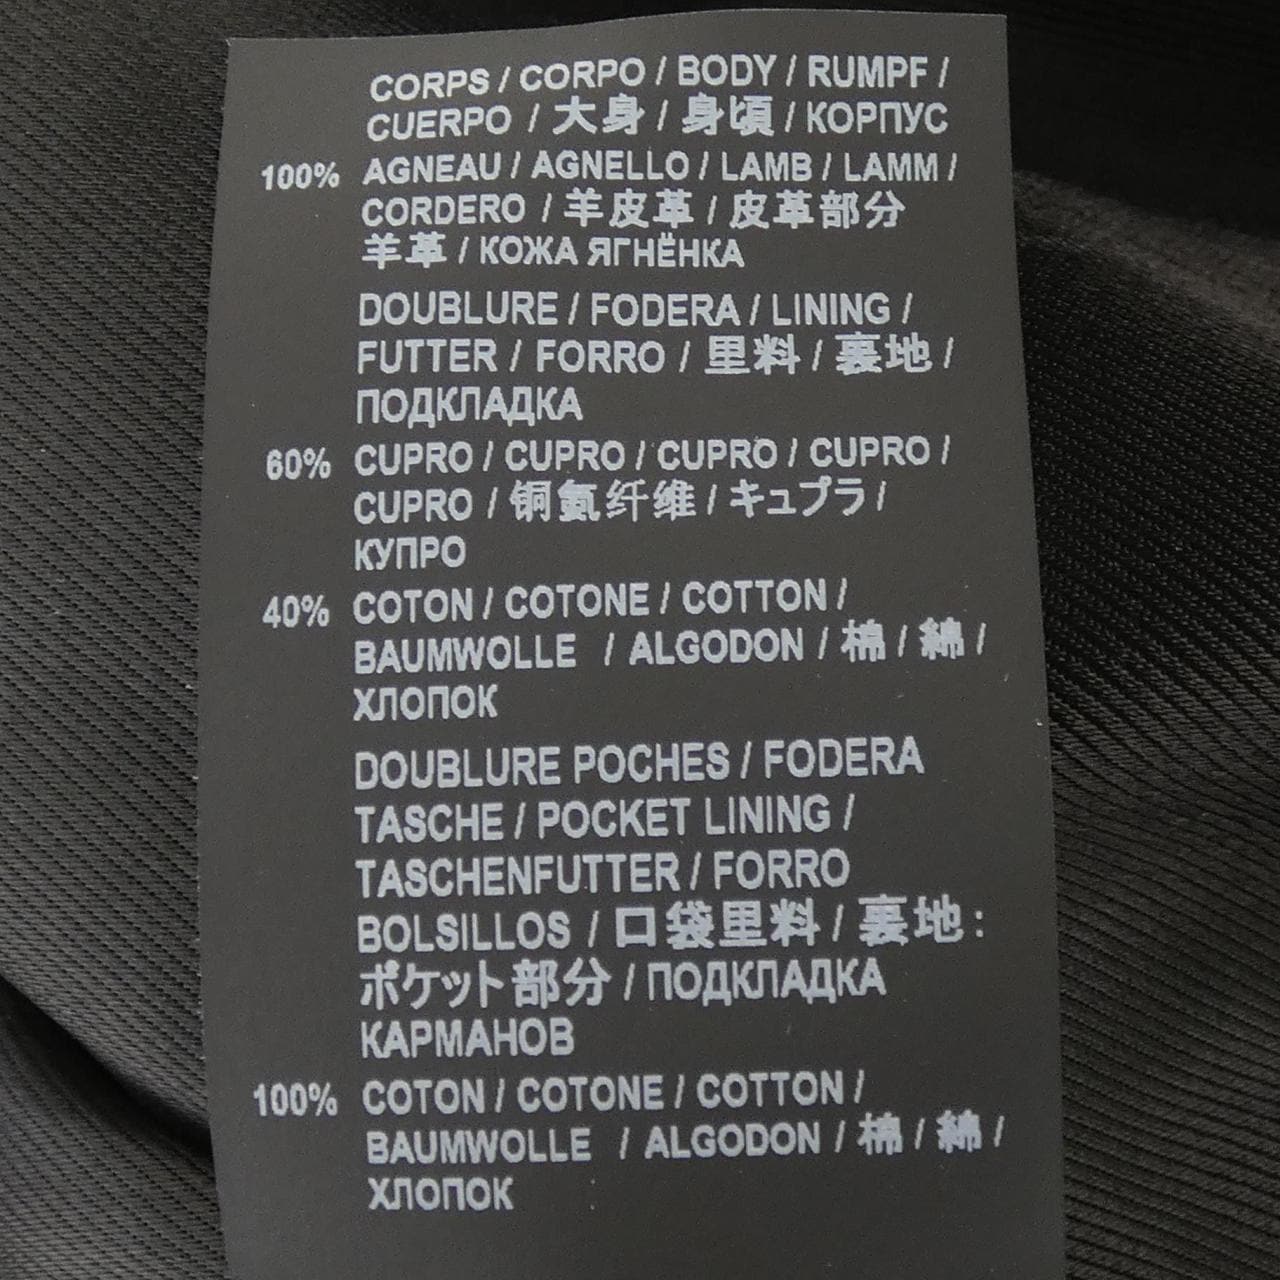 CORPS / CORPO / BODY / RUMPF /
CUERPO / 大身 / 身頃 / КОРПУС
100% AGNEAU / AGNELLO / LAMB / LAMM /
CORDERO / 羊皮革 / 皮革部分
羊革 / КОЖА ЯГНЁНКА
DOUBLURE / FODERA / LINING /
FUTTER / FORRO / 里料 / 裏地 /
ПОДКЛАДКА
60% CUPRO / CUPRO / CUPRO / CUPRO /
CUPRO / 铜氨纤维 / キュプラ /
КУПРО
40% COTON / COTONE / COTTON /
BAUMWOLLE / ALGODON / 棉 / 綿 /
ХЛОПОК
DOUBLURE POCHES / FODERA
TASCHE / POCKET LINING /
TASCHENFUTTER / FORRO
BOLSILLOS / 口袋里料 / 裏地:
ポケット部分 / ПОДКЛАДКА
КАРМАНОВ
100% COTON / COTONE / COTTON /
BAUMWOLLE / ALGODON / 棉 / 綿 /
ХЛОПОК